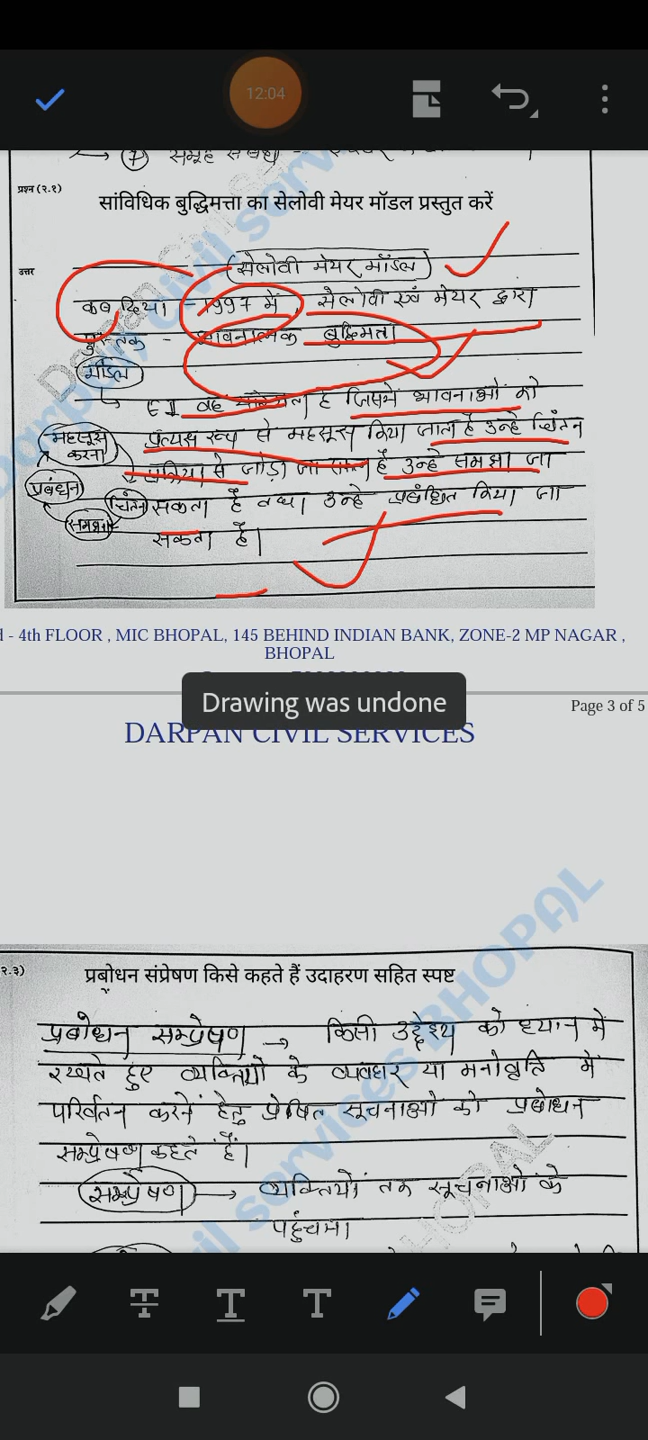 12:04
प्रश्न (२.१)
सांविधिक बुद्धिमत्ता का सेलोवी मेयर मॉडल प्रस्तुत करें
उत्तर
सेलोवी मेयर मॉडल
कब दिया - 1997 में, सेलोवी एवं मेयर द्वारा
पुस्तक - भावनात्मक बुद्धिमता
मॉडल
EI वह है जिसमें भावनाओं को
महसूस करना
प्रत्यक्ष रूप से महसूस किया जाता है उन्हे चिंतन
प्रक्रिया से जोड़ा जा सकता है उन्हे समझा जा
प्रबंधन
चिंतन
सकता है तथा उन्हे प्रबंधित किया जा
समझना
सकता है।
- 4th FLOOR , MIC BHOPAL, 145 BEHIND INDIAN BANK, ZONE-2 MP NAGAR ,
BHOPAL
Drawing was undone
Page 3 of 5
DARPAN CIVIL SERVICES
२.३)
प्रबोधन संप्रेषण किसे कहते हैं उदाहरण सहित स्पष्ट
प्रबोधन सम्प्रेषण → किसी उद्देश्य को ध्यान में
रखते हुए व्यक्तियों के व्यवहार या मनोवृत्ति में
परिर्वतन करनें हेतु प्रेषित सूचनाओं को प्रबोधन
सम्प्रेषण कहते हैं।
सम्प्रेषण → व्यक्तियों तक सूचनाओं के
पहुंचना